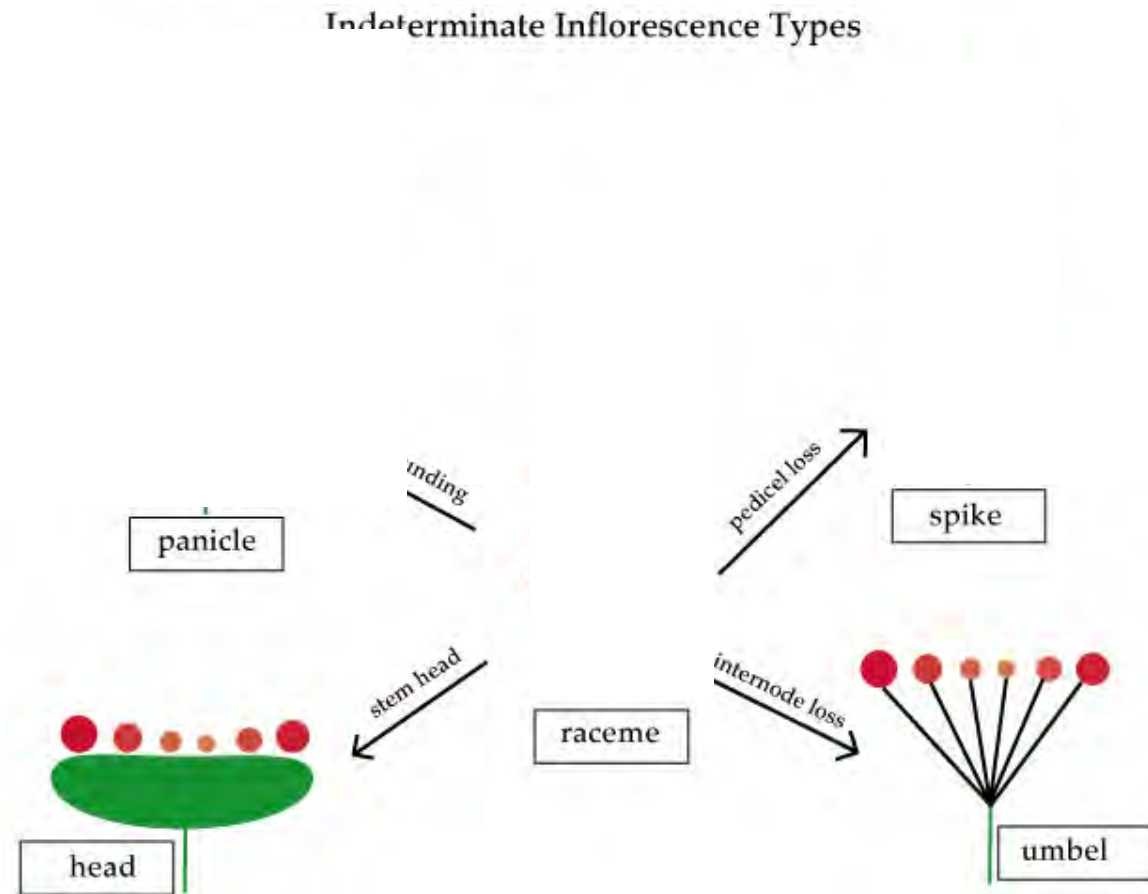 Indeterminate Inflorescence Types
pedicel loss
spike
panicle
stem head
internode loss
raceme
head
umbel